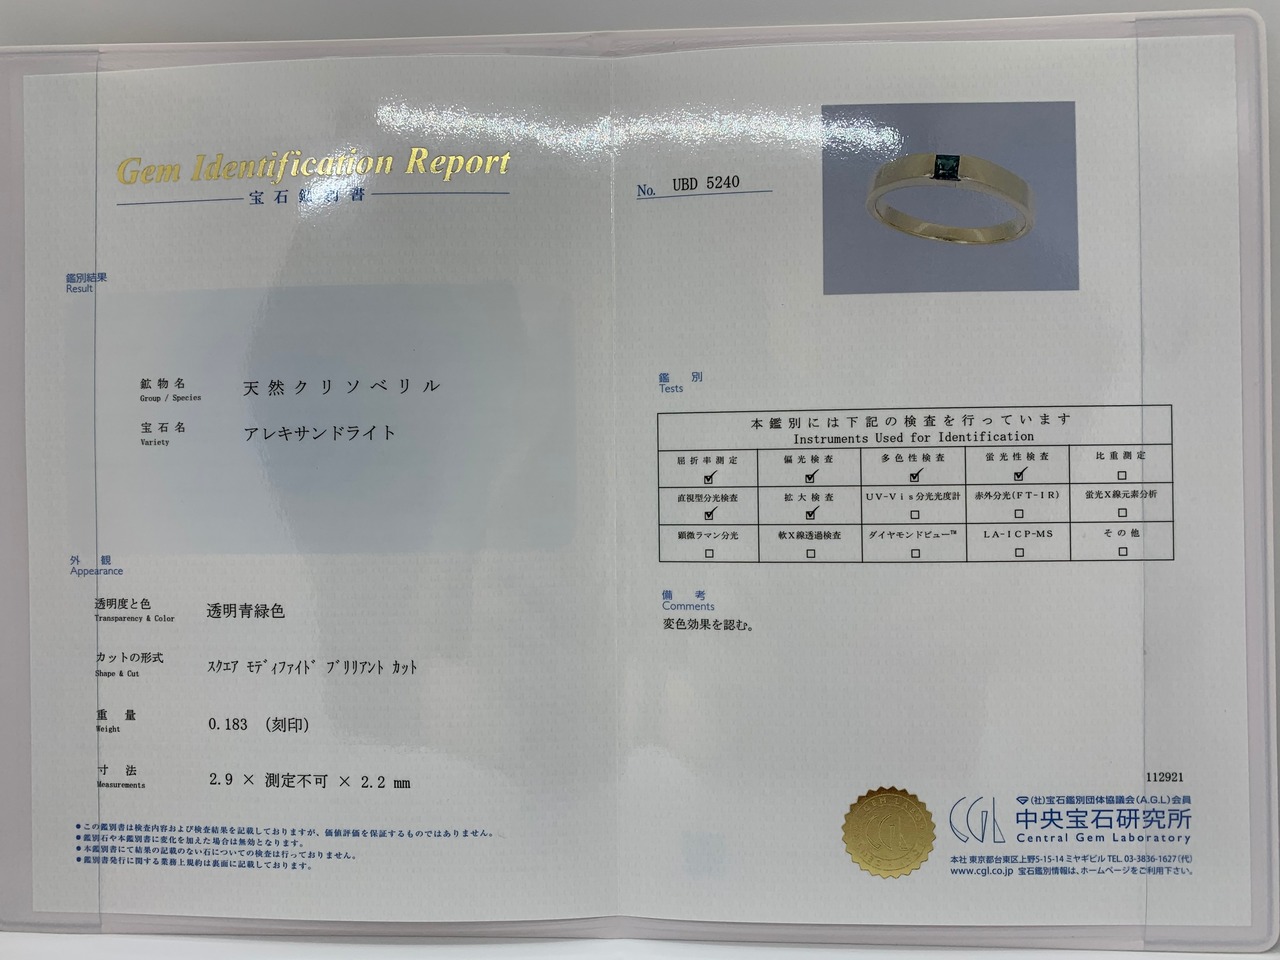 Gem Identification Report
宝石鑑別書
鑑別結果
Result
鉱物名
Group / Species
天然クリソベリル
宝石名
Variety
アレキサンドライト
外観
Appearance
透明度と色
Transparency & Color
透明青緑色
カットの形式
Shape & Cut
ｽｸｴｱ ﾓﾃﾞｨﾌｧｲﾄﾞ ﾌﾞﾘﾘｱﾝﾄ ｶｯﾄ
重量
Weight
0.183 (刻印)
寸法
Measurements
2.9 × 測定不可 × 2.2 mm
●この鑑別書は検査内容および検査結果を記載しておりますが、価値評価を保証するものではありません。
●鑑別石や本鑑別書に変化を加えた場合は無効となります。
●本鑑別書にて結果の記載のない石についての検査は行っておりません。
●鑑別書発行に関する業務上規約は裏面に記載しております。
No. UBD 5240
鑑別
Tests
本鑑別には下記の検査を行っています
Instruments Used for Identification
屈折率測定 偏光検査 多色性検査 蛍光性検査 比重測定
直視型分光検査 拡大検査 UV-Vis分光光度計 赤外分光(FT-IR) 蛍光X線元素分析
顕微ラマン分光 軟X線透過検査 ダイヤモンドビュー™ LA-ICP-MS その他
備考
Comments
変色効果を認む。
112921
(社)宝石鑑別団体協議会(A.G.L)会員
CGL 中央宝石研究所
Central Gem Laboratory
本社 東京都台東区上野5-15-14 ミヤギビル TEL. 03-3836-1627(代)
www.cgl.co.jp 宝石鑑別情報は、ホームページをご利用下さい。